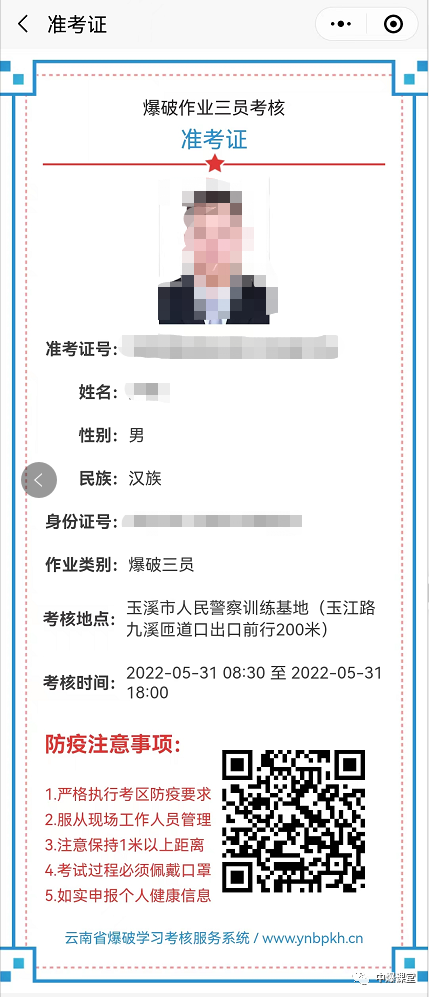 准考证
爆破作业三员考核
准考证
准考证号:
姓名:
性别: 男
民族: 汉族
身份证号:
作业类别: 爆破三员
考核地点: 玉溪市人民警察训练基地（玉江路
九溪匝道口出口前行200米）
考核时间: 2022-05-31 08:30 至 2022-05-31
18:00
防疫注意事项:
1.严格执行考区防疫要求
2.服从现场工作人员管理
3.注意保持1米以上距离
4.考试过程必须佩戴口罩
5.如实申报个人健康信息
云南省爆破学习考核服务系统 / www.ynbpkh.cn
中爆课堂